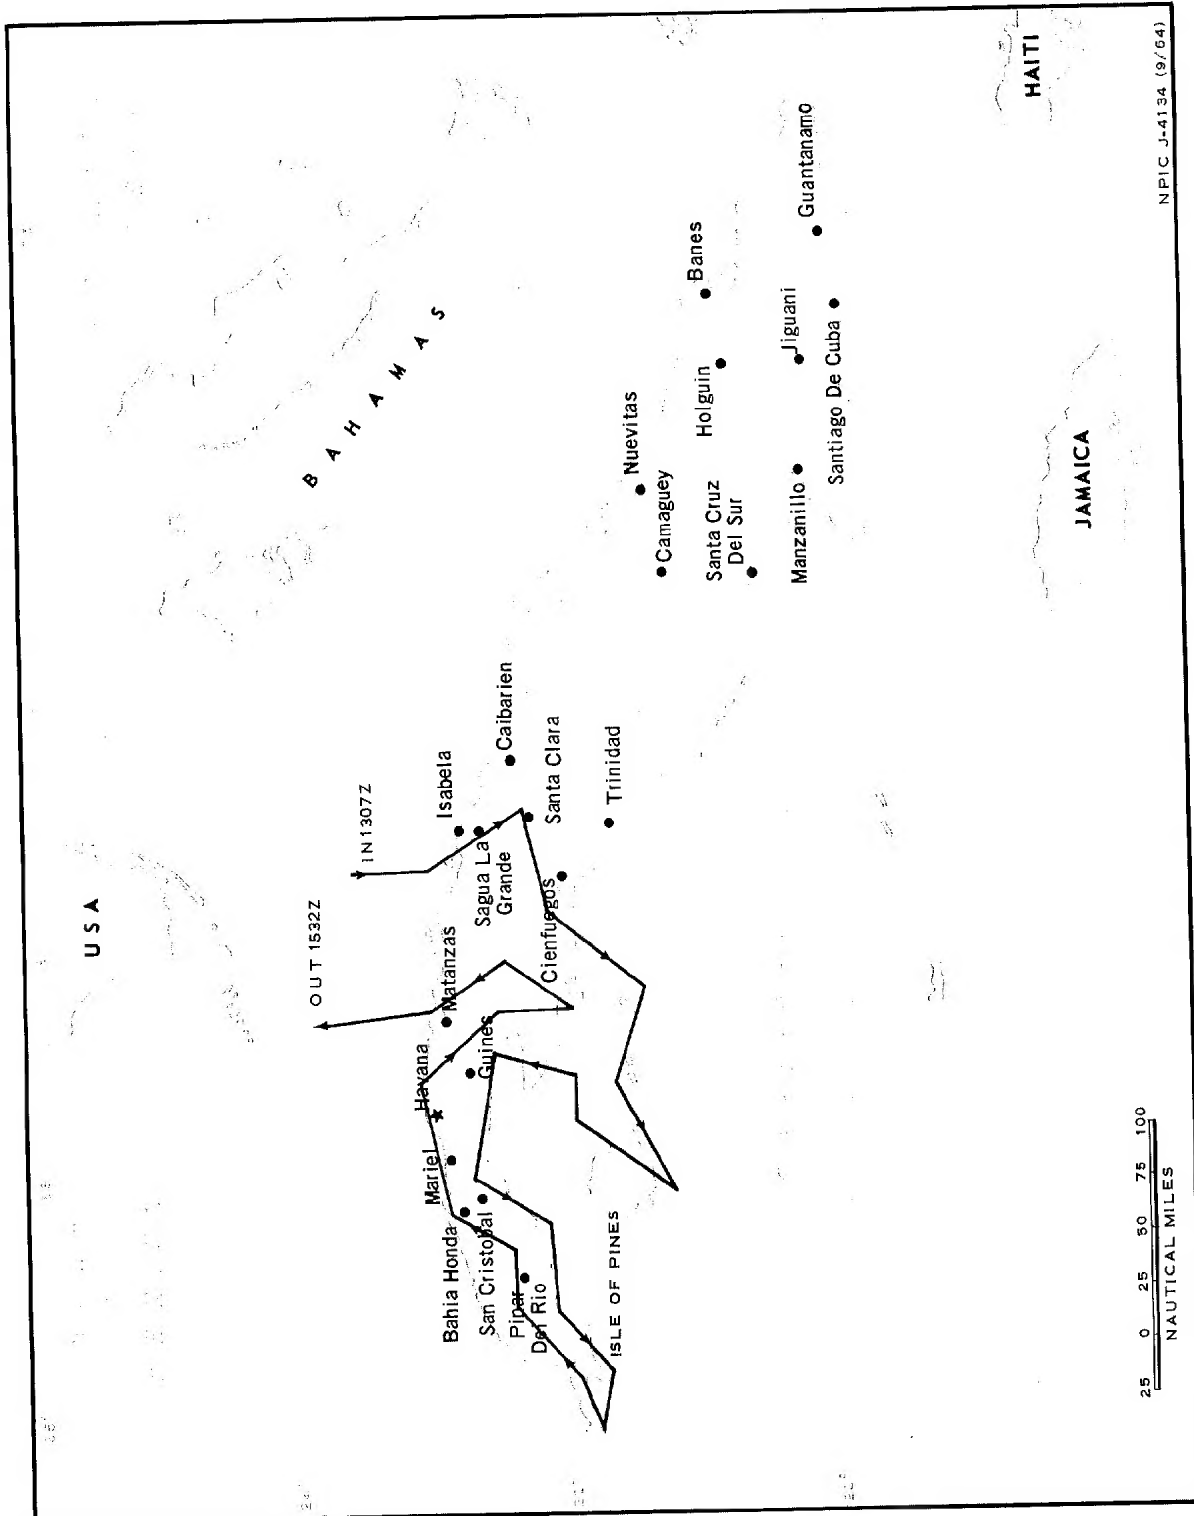 USA
BAHAMAS
HAITI
OUT 1532Z
IN 1307Z
Havana
Matanzas
Isabela
Mariel
Guines
Sagua La
Grande
Caibarien
Bahia Honda
San Cristobal
Pinar
Del Rio
Cienfuegos
Santa Clara
Trinidad
ISLE OF PINES
Nuevitas
Camaguey
Banes
Holguin
Santa Cruz
Del Sur
Jiguani
Guantanamo
Manzanillo
Santiago De Cuba
JAMAICA
25 0 25 50 75 100
NAUTICAL MILES
NPIC J-4134 (9/64)